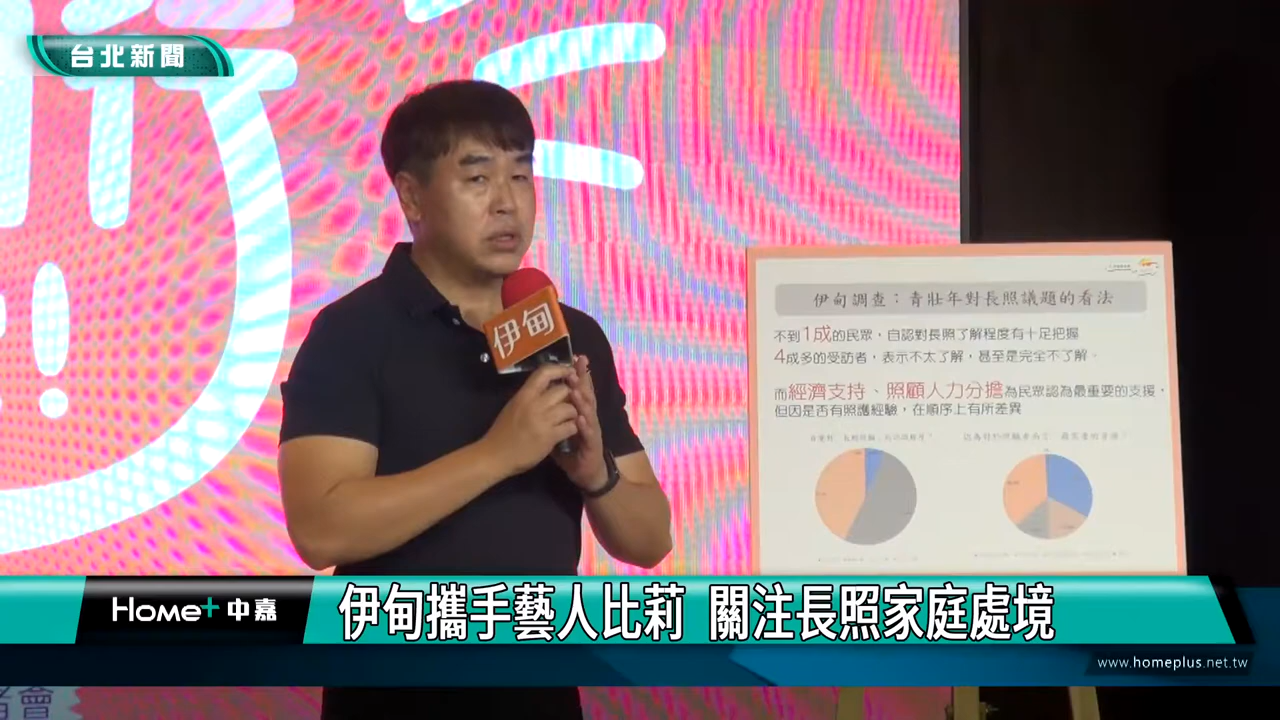 台北新聞
伊甸
伊甸調查：青壯年對長照議題的看法
不到1成的民眾，自認對長照了解程度有十足把握
4成多的受訪者，表示不太了解，甚至是完全不了解。
而經濟支持、照顧人力分擔為民眾認為最重要的支援，
但因是否有照護經驗，在順序上有所差異
Home+中嘉
伊甸攜手藝人比莉 關注長照家庭處境
www.homeplus.net.tw
會